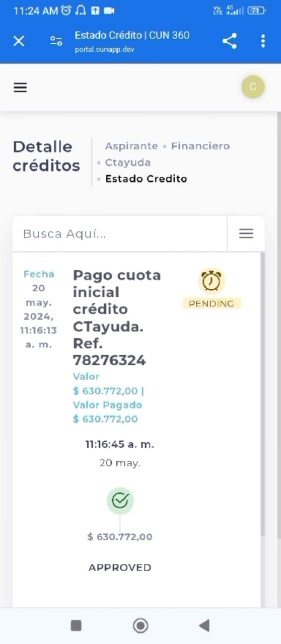 11:24 AM
71
Estado Crédito | CUN 360
portal.cunapp.dev
C
Detalle créditos
Aspirante • Financiero
• Ctayuda
• Estado Credito
Busca Aquí...
Fecha
20
may.
2024,
11:16:13
a. m.
Pago cuota
inicial
crédito
CTayuda.
Ref.
78276324
PENDING
Valor
$ 630.772,00 |
Valor Pagado
$ 630.772,00
11:16:45 a. m.
20 may.
$ 630.772,00
APPROVED